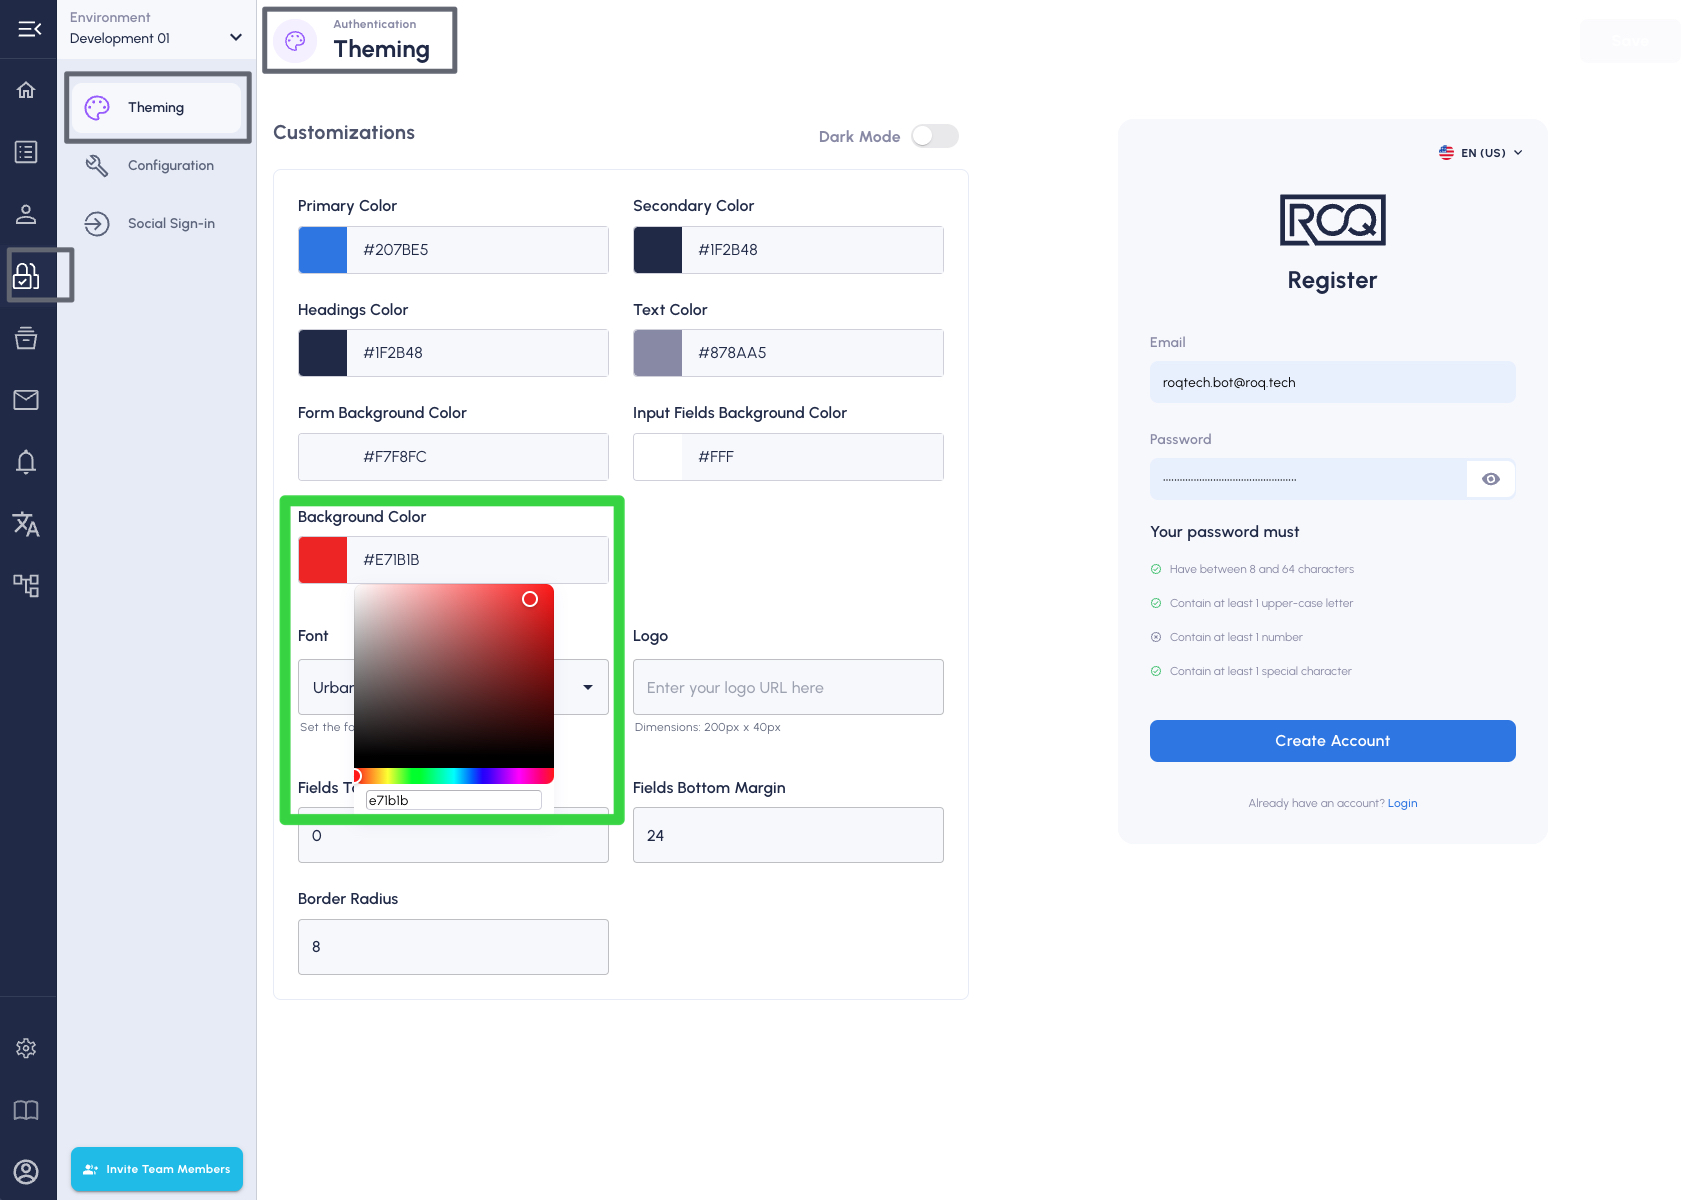 Environment
Development 01
Theming
Configuration
Social Sign-in
Invite Team Members
Authentication
Theming
Customizations
Dark Mode
Primary Color
#207BE5
Secondary Color
#1F2B48
Headings Color
#1F2B48
Text Color
#878AA5
Form Background Color
#F7F8FC
Input Fields Background Color
#FFF
Background Color
#E71B1B
e71b1b
Font
Urban
Set the fo
Logo
Enter your logo URL here
Dimensions: 200px x 40px
Fields T
0
Fields Bottom Margin
24
Border Radius
8
Save
EN (US)
ROQ
Register
Email
roqtech.bot@roq.tech
Password
Your password must
Have between 8 and 64 characters
Contain at least 1 upper-case letter
Contain at least 1 number
Contain at least 1 special character
Create Account
Already have an account? Login